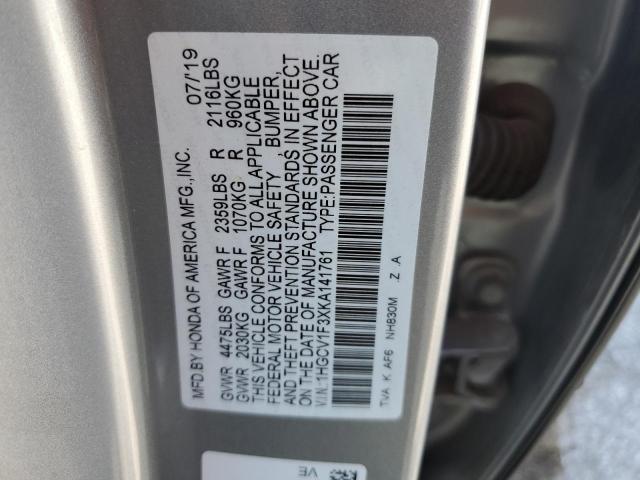 MFD.BY HONDA OF AMERICA MFG.,INC. 07/'19
GVWR 4475LBS GAWR F 2359LBS R 2116LBS
GVWR 2030KG GAWR F 1070KG R 960KG
THIS VEHICLE CONFORMS TO ALL APPLICABLE
FEDERAL MOTOR VEHICLE SAFETY , BUMPER,
AND THEFT PREVENTION STANDARDS IN EFFECT
ON THE DATE OF MANUFACTURE SHOWN ABOVE.
V.I.N.:1HGCV1F3XKA141761 TYPE:PASSENGER CAR
TVA K AF6 NH830M .Z .A
VE